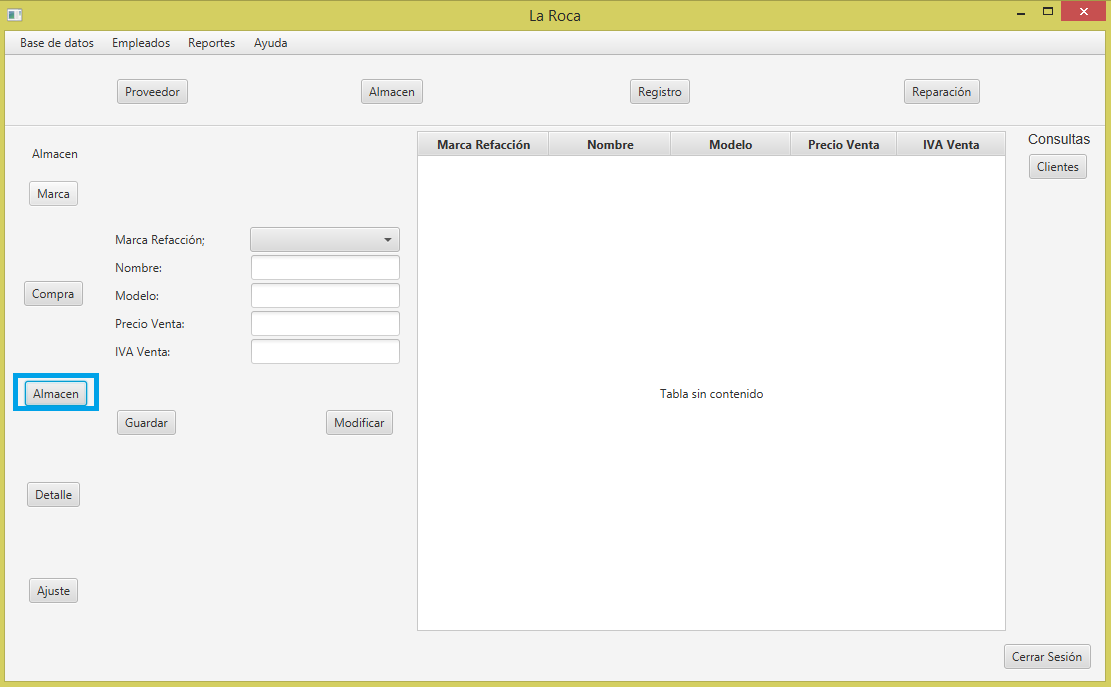 La Roca
Base de datos Empleados Reportes Ayuda
Proveedor Almacen Registro Reparación
Almacen
Marca
Compra
Almacen
Detalle
Ajuste
Marca Refacción;
Nombre:
Modelo:
Precio Venta:
IVA Venta:
Guardar Modificar
Marca Refacción Nombre Modelo Precio Venta IVA Venta
Tabla sin contenido
Consultas
Clientes
Cerrar Sesión